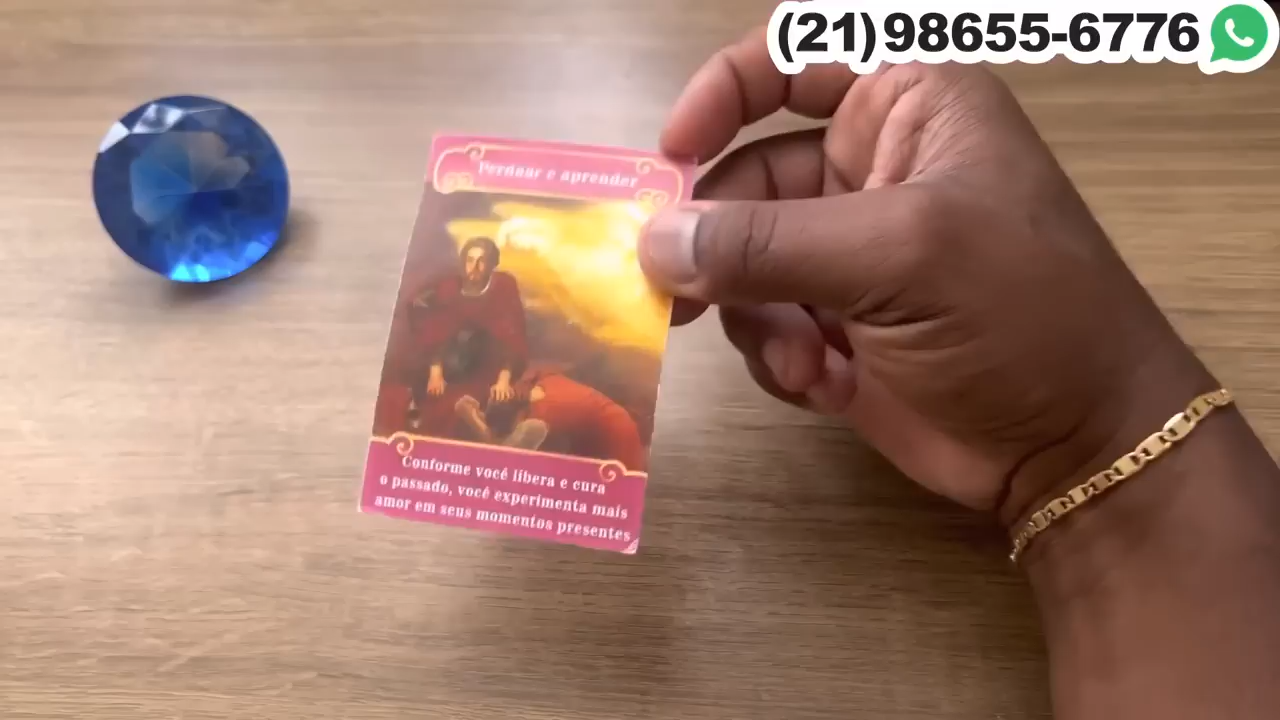 (21)98655-6776
Perdoar e aprender
Conforme você libera e cura
o passado, você experimenta mais
amor em seus momentos presentes